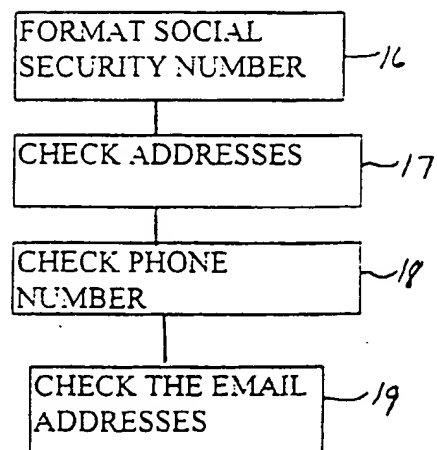 FORMAT SOCIAL
SECURITY NUMBER
16
CHECK ADDRESSES
17
CHECK PHONE
NUMBER
18
CHECK THE EMAIL
ADDRESSES
19